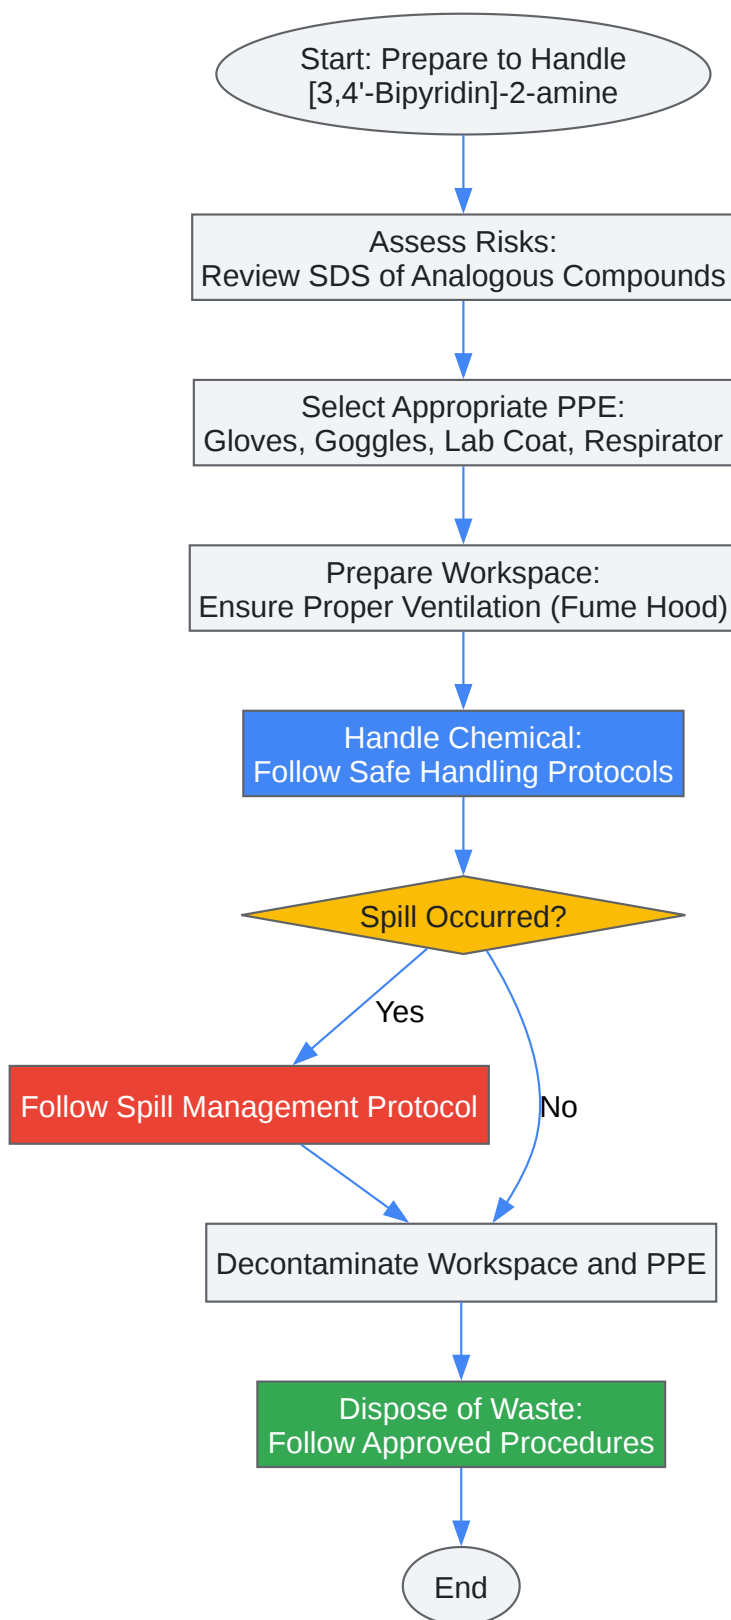 Start: Prepare to Handle
[3,4'-Bipyridin]-2-amine
Assess Risks:
Review SDS of Analogous Compounds
Select Appropriate PPE:
Gloves, Goggles, Lab Coat, Respirator
Prepare Workspace:
Ensure Proper Ventilation (Fume Hood)
Handle Chemical:
Follow Safe Handling Protocols
Spill Occurred?
Yes
Follow Spill Management Protocol
No
Decontaminate Workspace and PPE
Dispose of Waste:
Follow Approved Procedures
End